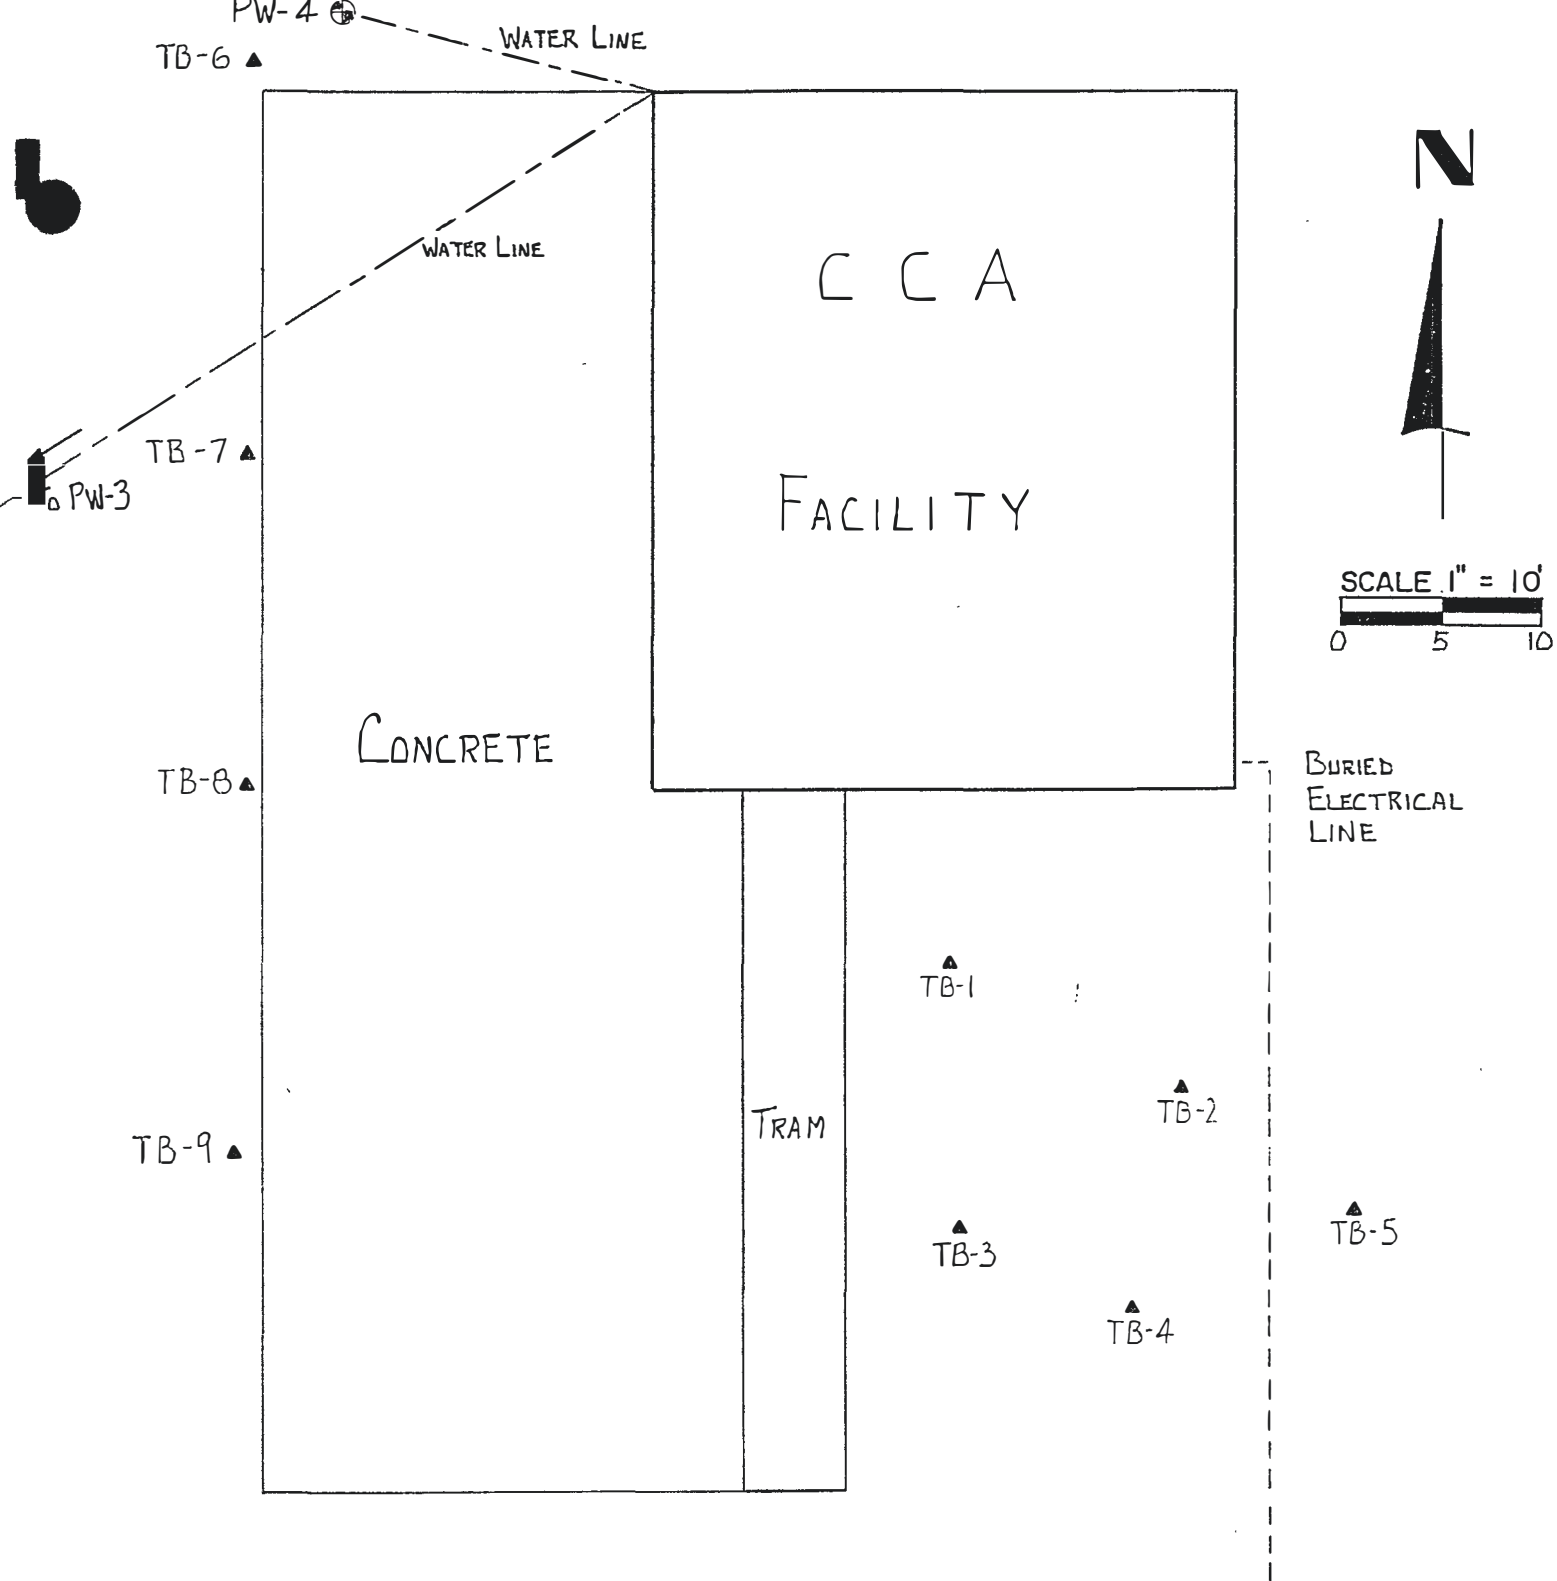 PW-4
WATER LINE
TB-6
N
WATER LINE
CCA
TB-7
PW-3
FACILITY
SCALE 1" = 10'
0 5 10
CONCRETE
TB-8
BURIED
ELECTRICAL
LINE
TB-1
TB-2
TRAM
TB-9
TB-5
TB-3
TB-4